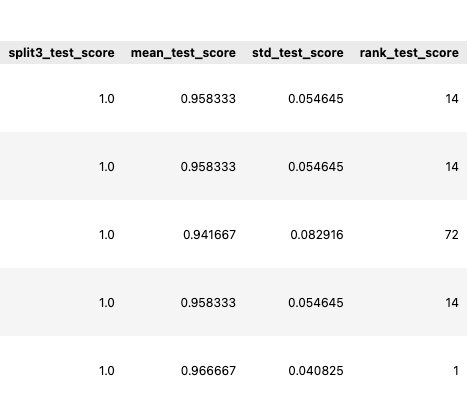 split3_test_score mean_test_score std_test_score rank_test_score
1.0 0.958333 0.054645 14
1.0 0.958333 0.054645 14
1.0 0.941667 0.082916 72
1.0 0.958333 0.054645 14
1.0 0.966667 0.040825 1